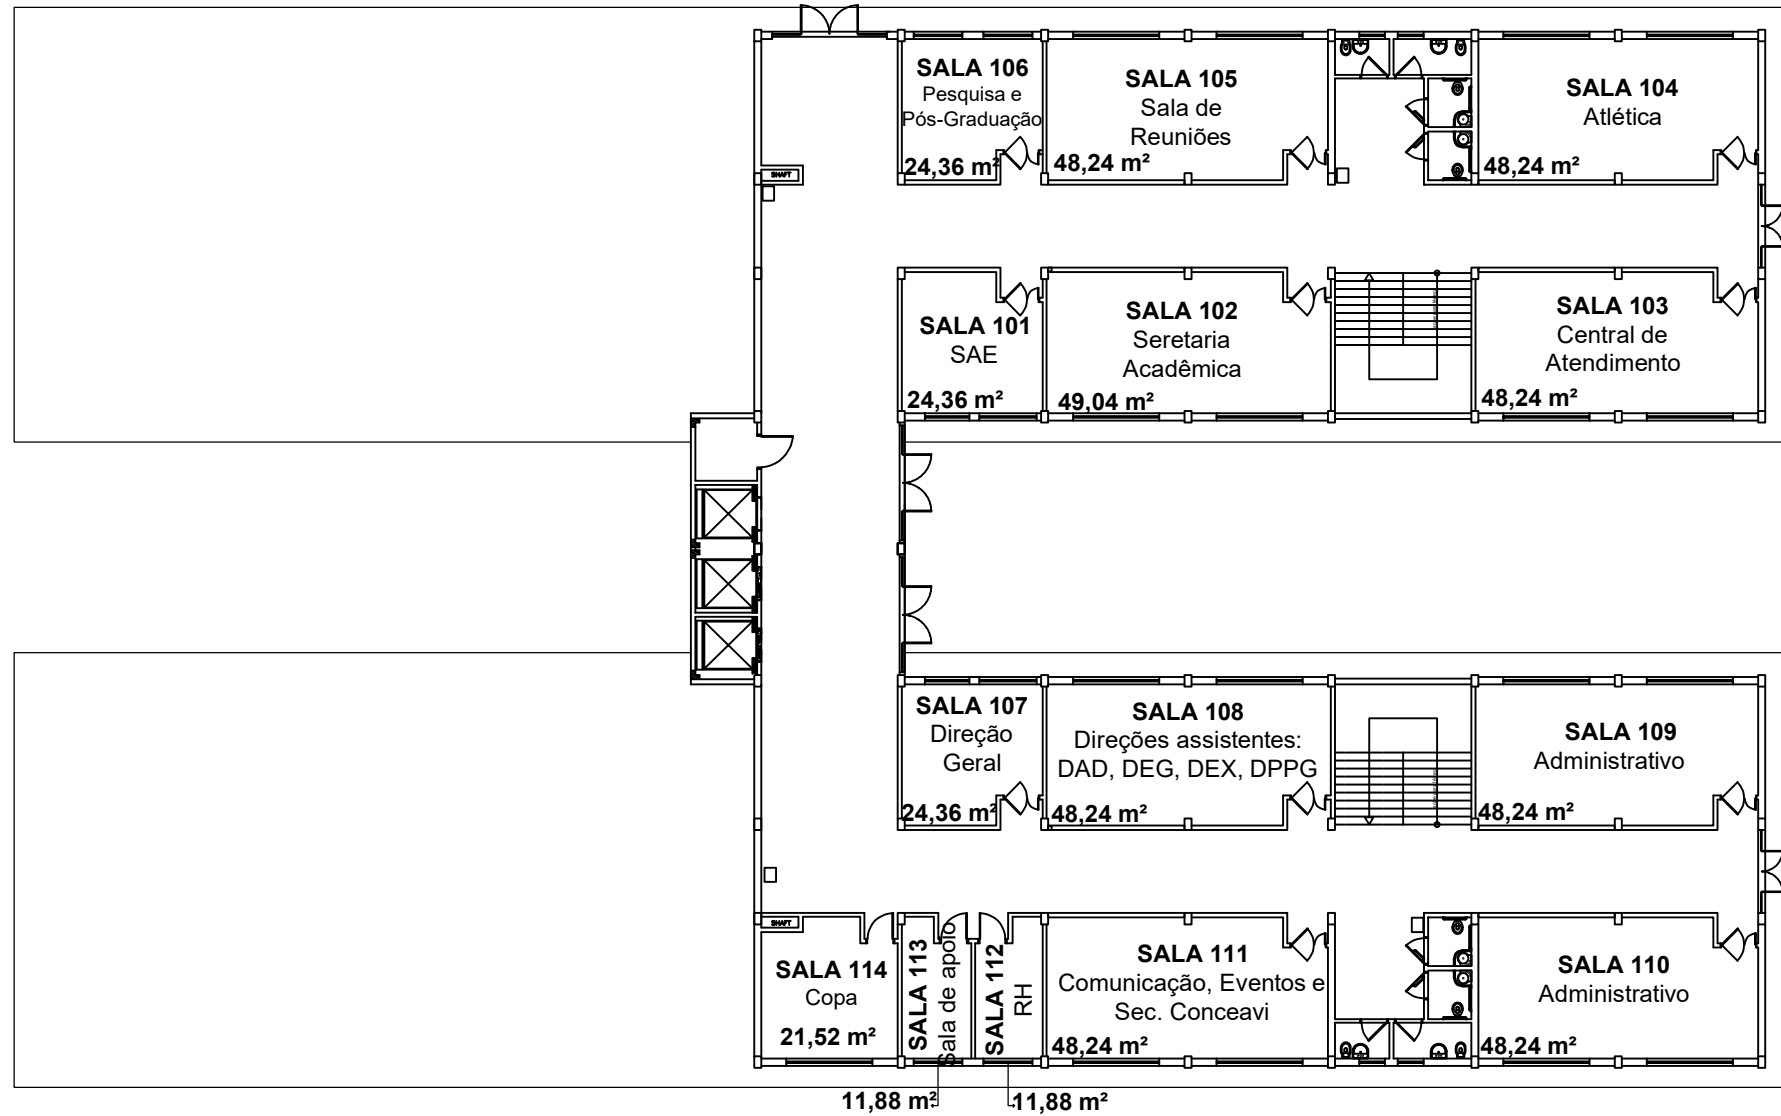 SALA 106
Pesquisa e
Pós-Graduação
24,36 m²
SALA 105
Sala de
Reuniões
48,24 m²
SALA 104
Atlética
48,24 m²
SHAFT
SALA 101
SAE
24,36 m²
SALA 102
Seretaria
Acadêmica
49,04 m²
SALA 103
Central de
Atendimento
48,24 m²
SALA 107
Direção
Geral
24,36 m²
SALA 108
Direções assistentes:
DAD, DEG, DEX, DPPG
48,24 m²
SALA 109
Administrativo
48,24 m²
SHAFT
SALA 114
Copa
21,52 m²
SALA 113
Sala de apoio
SALA 112
RH
SALA 111
Comunicação, Eventos e
Sec. Conceavi
48,24 m²
SALA 110
Administrativo
48,24 m²
11,88 m²
11,88 m²